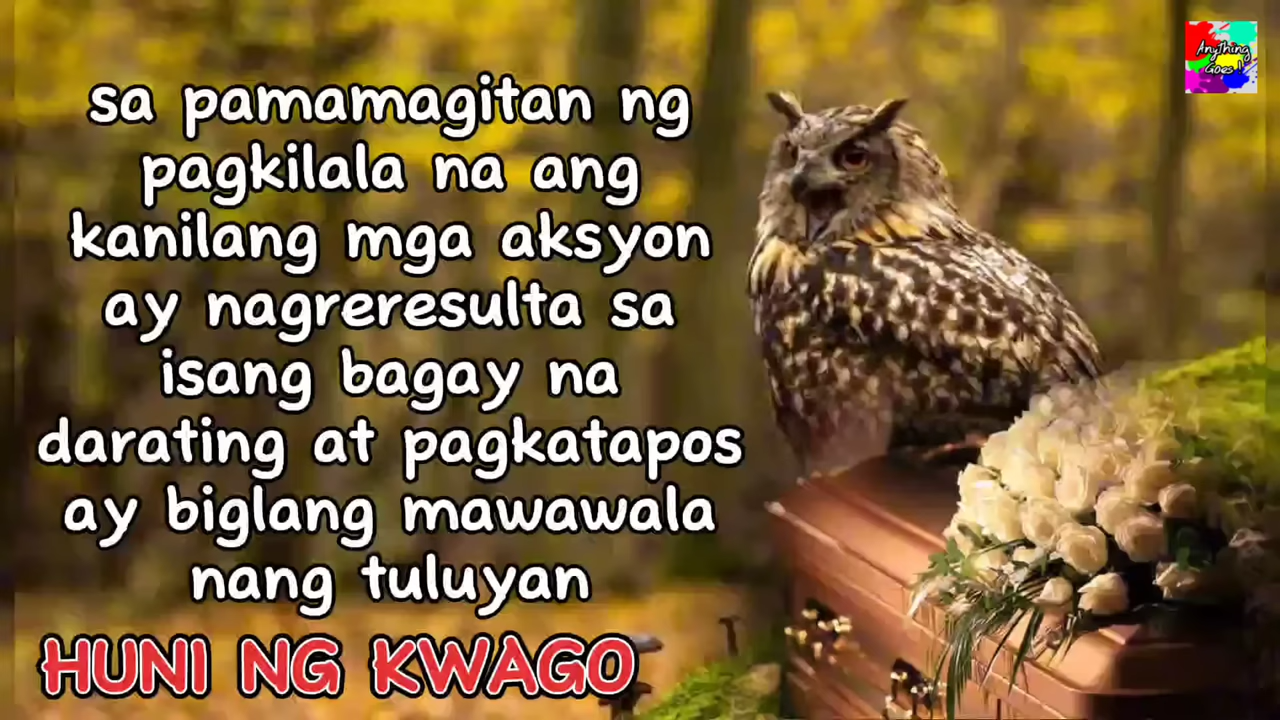 Anything
Goes!
sa pamamagitan ng
pagkilala na ang
kanilang mga aksyon
ay nagreresulta sa
isang bagay na
darating at pagkatapos
ay biglang mawawala
nang tuluyan
HUNI NG KWAGO